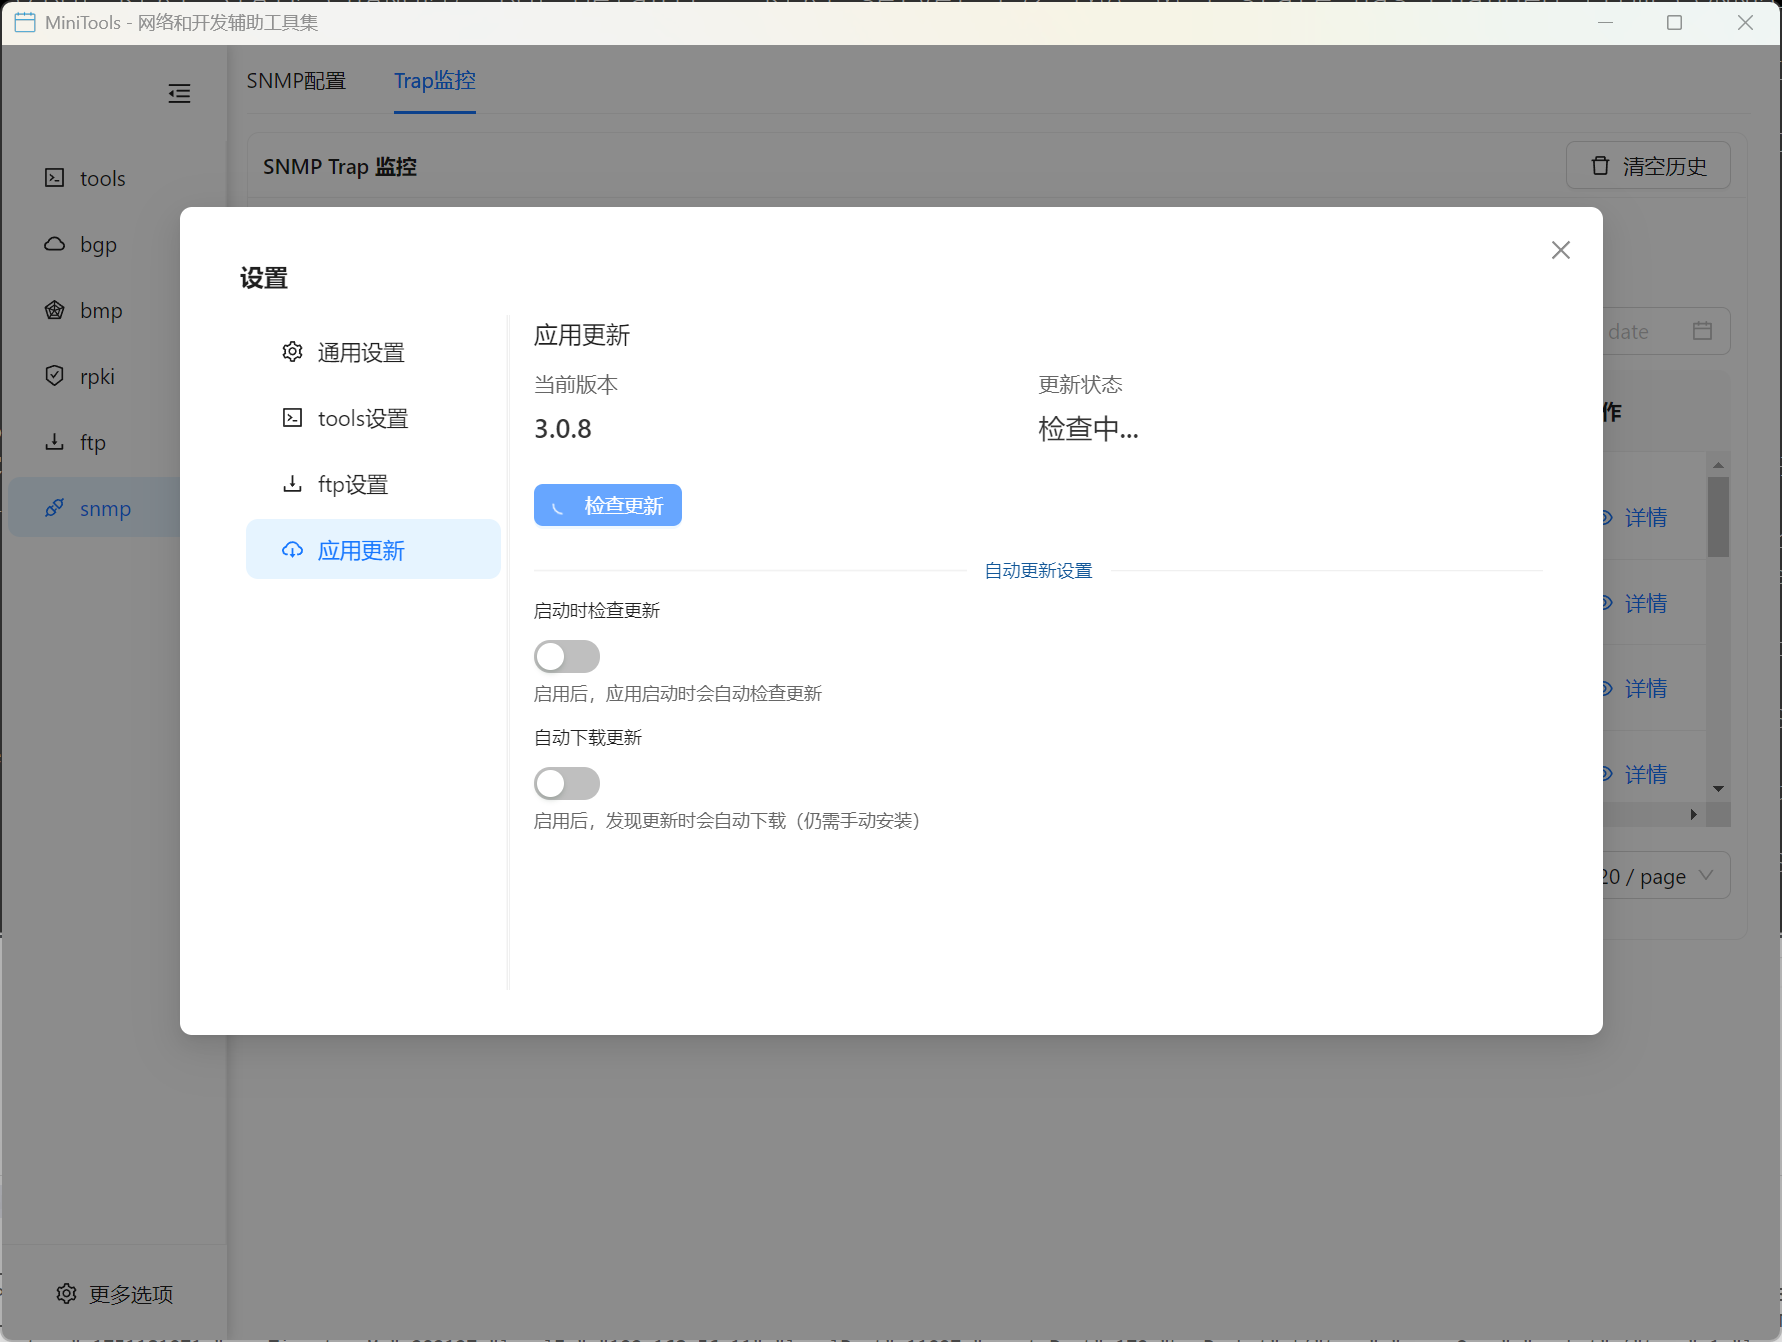 MiniTools - 网络和开发辅助工具集
SNMP配置
Trap监控
tools
bgp
bmp
rpki
ftp
snmp
更多选项
SNMP Trap 监控
清空历史
设置
通用设置
tools设置
ftp设置
应用更新
应用更新
当前版本
3.0.8
更新状态
检查中...
检查更新
自动更新设置
启动时检查更新
启用后，应用启动时会自动检查更新
自动下载更新
启用后，发现更新时会自动下载（仍需手动安装）
date
作
详情
详情
详情
详情
20 / page